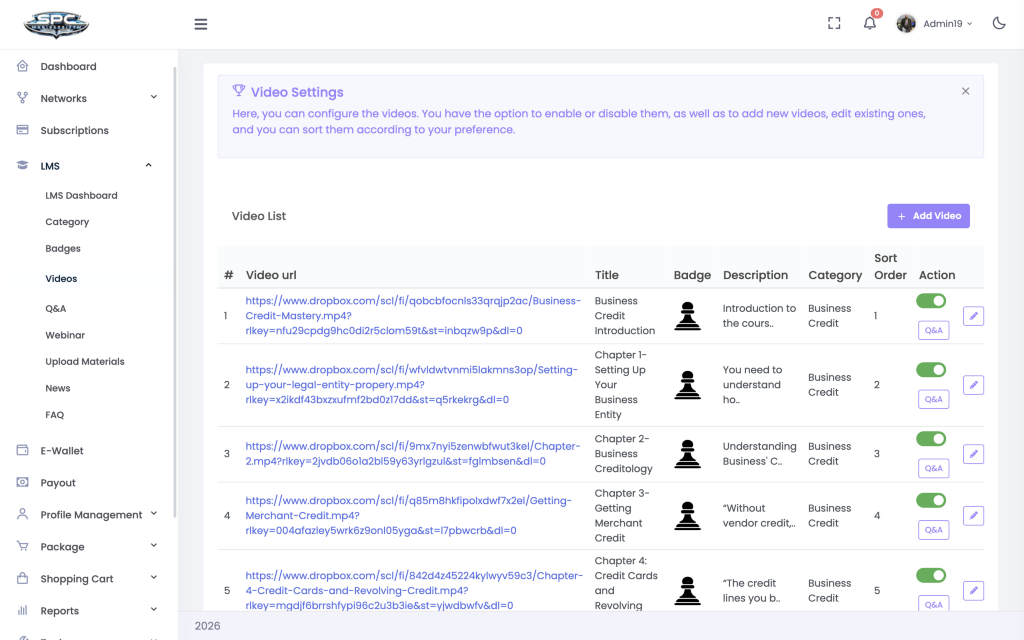 SPC
0
Admin19
Dashboard
Networks
Subscriptions
LMS
LMS Dashboard
Category
Badges
Videos
Q&A
Webinar
Upload Materials
News
FAQ
E-Wallet
Payout
Profile Management
Package
Shopping Cart
Reports
Video Settings
Here, you can configure the videos. You have the option to enable or disable them, as well as to add new videos, edit existing ones,
and you can sort them according to your preference.
Video List
+ Add Video
# Video url Title Badge Description Category Sort Order Action
1
https://www.dropbox.com/scl/fi/qobcbfocnls33qrqjp2ac/Business-
Credit-Mastery.mp4?
rlkey=nfu29cpdg9hc0di2r5clom59t&st=inbqzw9p&dl=0
Business
Credit
Introduction
Introduction to
the cours..
Business
Credit
1
Q&A
2
https://www.dropbox.com/scl/fi/wfvldwtvnmi5lakmns3op/Setting-
up-your-legal-entity-propery.mp4?
rlkey=x2ikdf43bxzxufmf2bd0z17dd&st=q5rkekrg&dl=0
Chapter 1-
Setting Up
Your
Business
Entity
You need to
understand
ho..
Business
Credit
2
Q&A
3
https://www.dropbox.com/scl/fi/9mx7nyi5zenwbfwut3kel/Chapter-
2.mp4?rlkey=2jvdb06o1a2bl59y63yrlgzul&st=fglmbsen&dl=0
Chapter 2-
Business
Creditology
Understanding
Business' C..
Business
Credit
3
Q&A
4
https://www.dropbox.com/scl/fi/q85m8hkfipolxdwf7x2el/Getting-
Merchant-Credit.mp4?
rlkey=004afazley5wrk6z9onl05yga&st=l7pbwcrb&dl=0
Chapter 3-
Getting
Merchant
Credit
“Without
vendor credit,..
Business
Credit
4
Q&A
5
https://www.dropbox.com/scl/fi/842d4z45224kylwyv59c3/Chapter-
4-Credit-Cards-and-Revolving-Credit.mp4?
rlkey=mgdjf6brrshfypi96c2u3b3ie&st=yjwdbwfv&dl=0
Chapter 4:
Credit Cards
and
Revolving
“The credit
lines you b..
Business
Credit
5
Q&A
2026